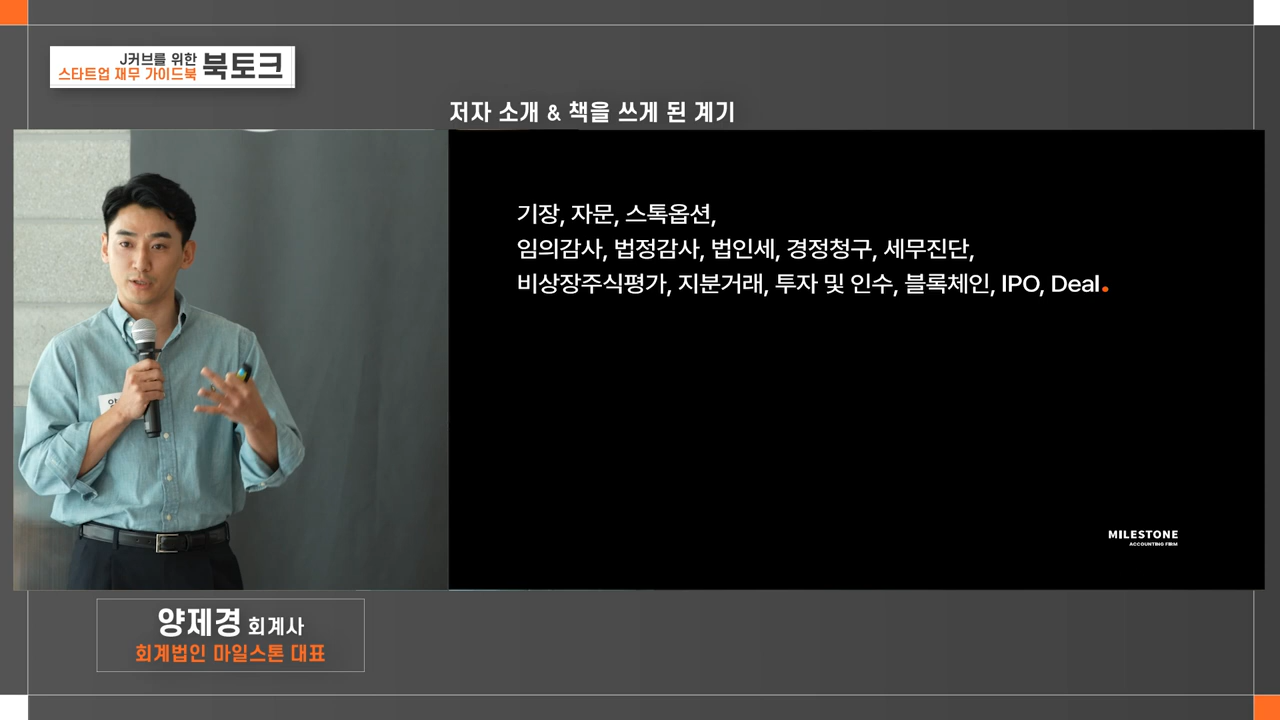 J커브를 위한
스타트업 재무 가이드북
북토크
저자 소개 & 책을 쓰게 된 계기
기장, 자문, 스톡옵션,
임의감사, 법정감사, 법인세, 경정청구, 세무진단,
비상장주식평가, 지분거래, 투자 및 인수, 블록체인, IPO, Deal.
MILESTONE
ACCOUNTING FIRM
양제경 회계사
회계법인 마일스톤 대표